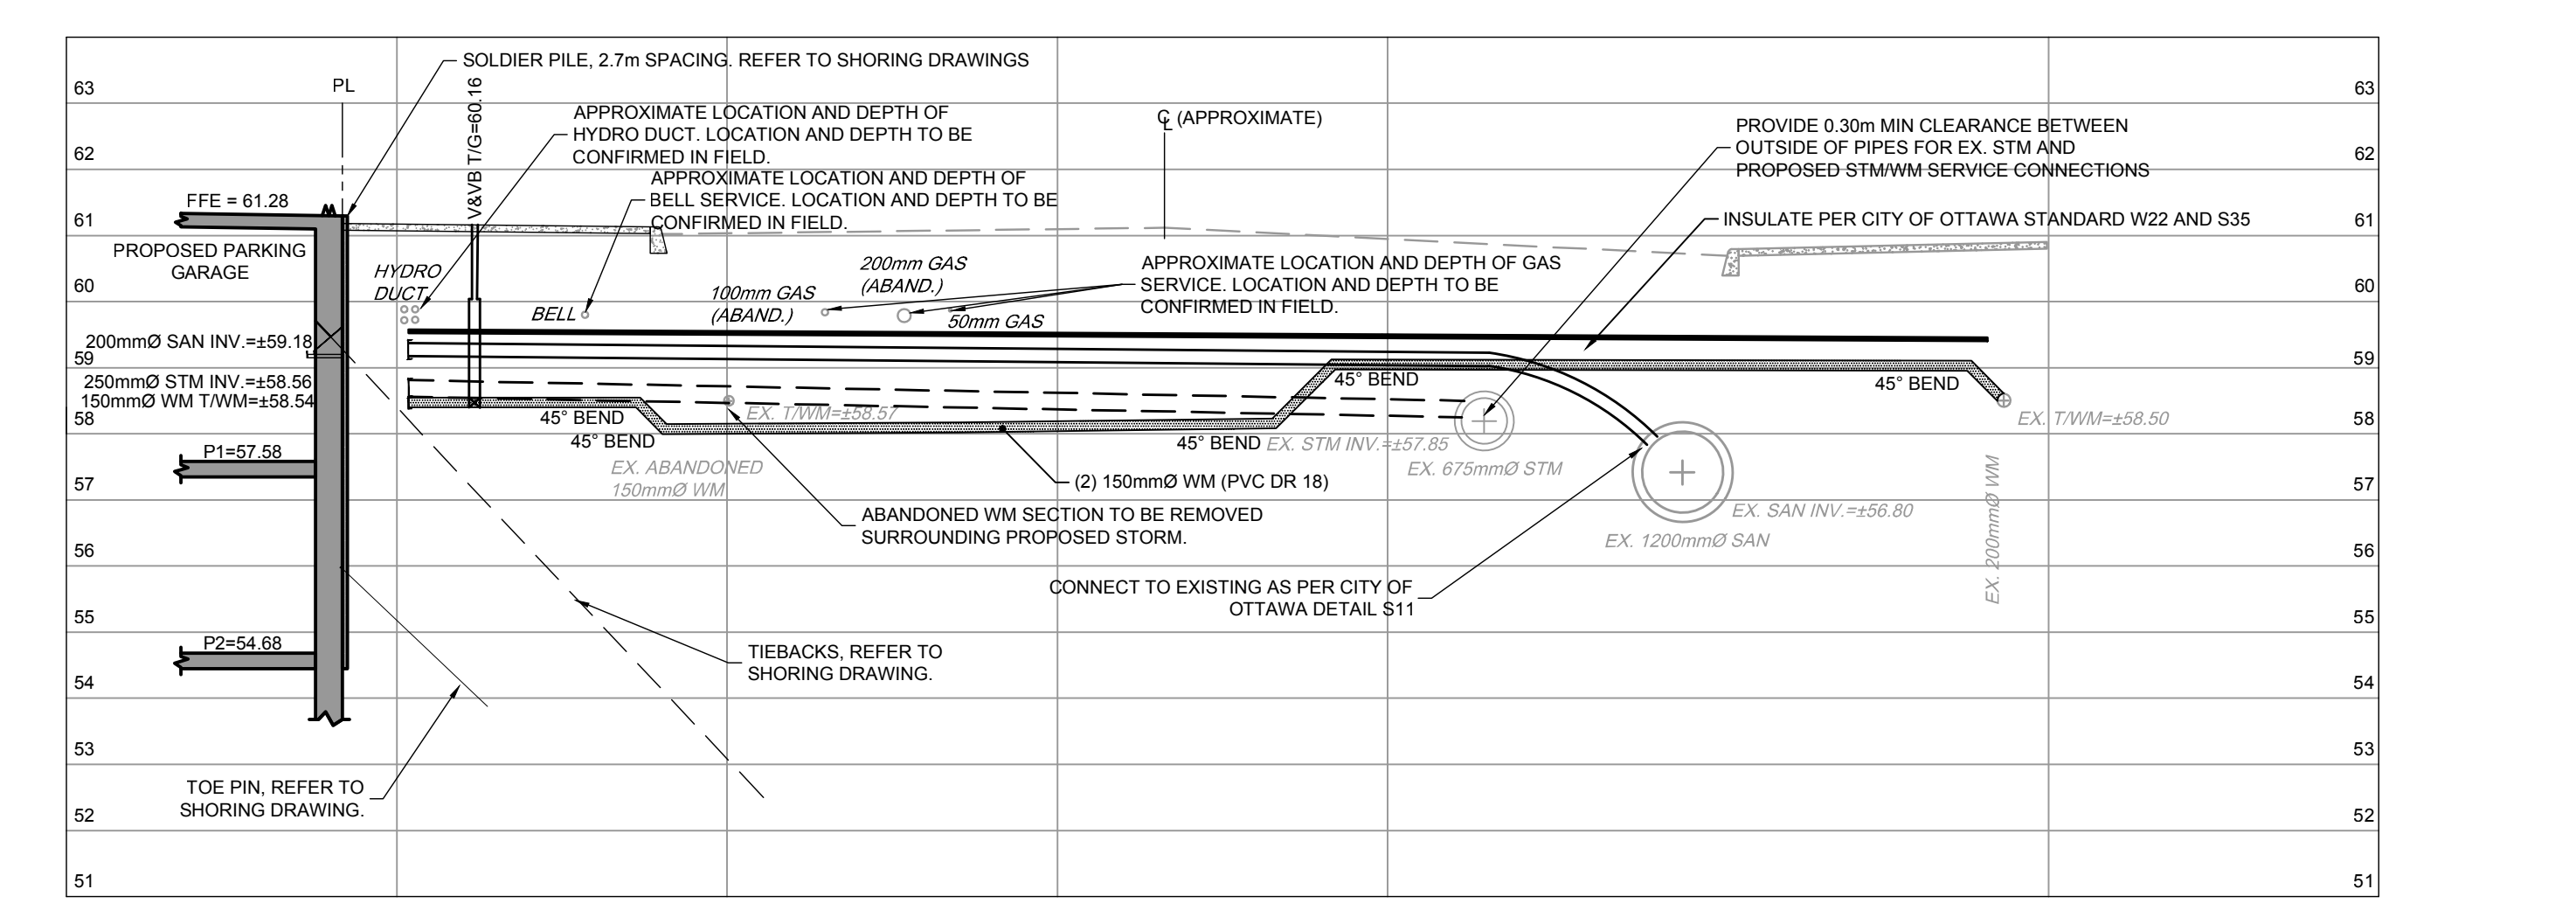 SOLDIER PILE, 2.7m SPACING. REFER TO SHORING DRAWINGS
63
PL
V&VB T/G=60.16
APPROXIMATE LOCATION AND DEPTH OF
HYDRO DUCT. LOCATION AND DEPTH TO BE
CONFIRMED IN FIELD.
℄ (APPROXIMATE)
PROVIDE 0.30m MIN CLEARANCE BETWEEN
OUTSIDE OF PIPES FOR EX. STM AND
PROPOSED STM/WM SERVICE CONNECTIONS
63
62
APPROXIMATE LOCATION AND DEPTH OF
BELL SERVICE. LOCATION AND DEPTH TO BE
CONFIRMED IN FIELD.
62
FFE = 61.28
61
INSULATE PER CITY OF OTTAWA STANDARD W22 AND S35
61
PROPOSED PARKING
GARAGE
HYDRO
DUCT
200mm GAS
(ABAND.)
APPROXIMATE LOCATION AND DEPTH OF GAS
SERVICE. LOCATION AND DEPTH TO BE
CONFIRMED IN FIELD.
60
100mm GAS
(ABAND.)
60
BELL
50mm GAS
200mmØ SAN INV.=±59.18
59
59
250mmØ STM INV.=±58.56
150mmØ WM T/WM=±58.54
45° BEND
45° BEND
58
45° BEND
EX. T/WM=±58.57
EX. T/WM=±58.50
58
45° BEND
45° BEND
EX. STM INV.=±57.85
P1=57.58
EX. ABANDONED
150mmØ WM
EX. 675mmØ STM
57
(2) 150mmØ WM (PVC DR 18)
57
ABANDONED WM SECTION TO BE REMOVED
SURROUNDING PROPOSED STORM.
EX. SAN INV.=±56.80
EX. 1200mmØ SAN
EX. 200mmØ WM
56
56
CONNECT TO EXISTING AS PER CITY OF
OTTAWA DETAIL S11
55
55
P2=54.68
TIEBACKS, REFER TO
SHORING DRAWING.
54
54
53
53
TOE PIN, REFER TO
SHORING DRAWING.
52
52
51
51